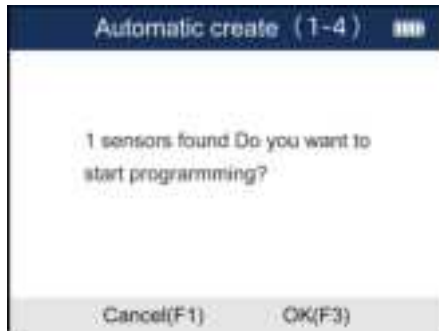 Automatic create (1-4)
1 sensors found Do you want to
start programming?
Cancel(F1) OK(F3)